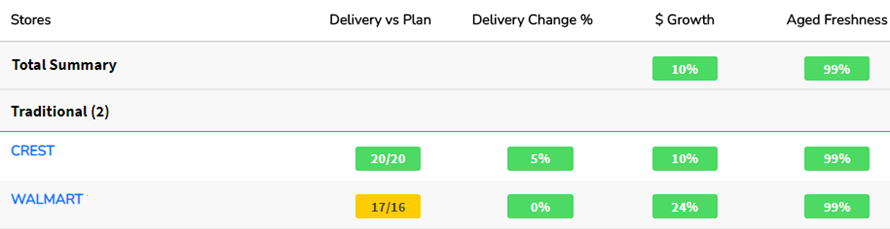 Stores Delivery vs Plan Delivery Change % $ Growth Aged Freshness
Total Summary 10% 99%
Traditional (2)
CREST 20/20 5% 10% 99%
WALMART 17/16 0% 24% 99%